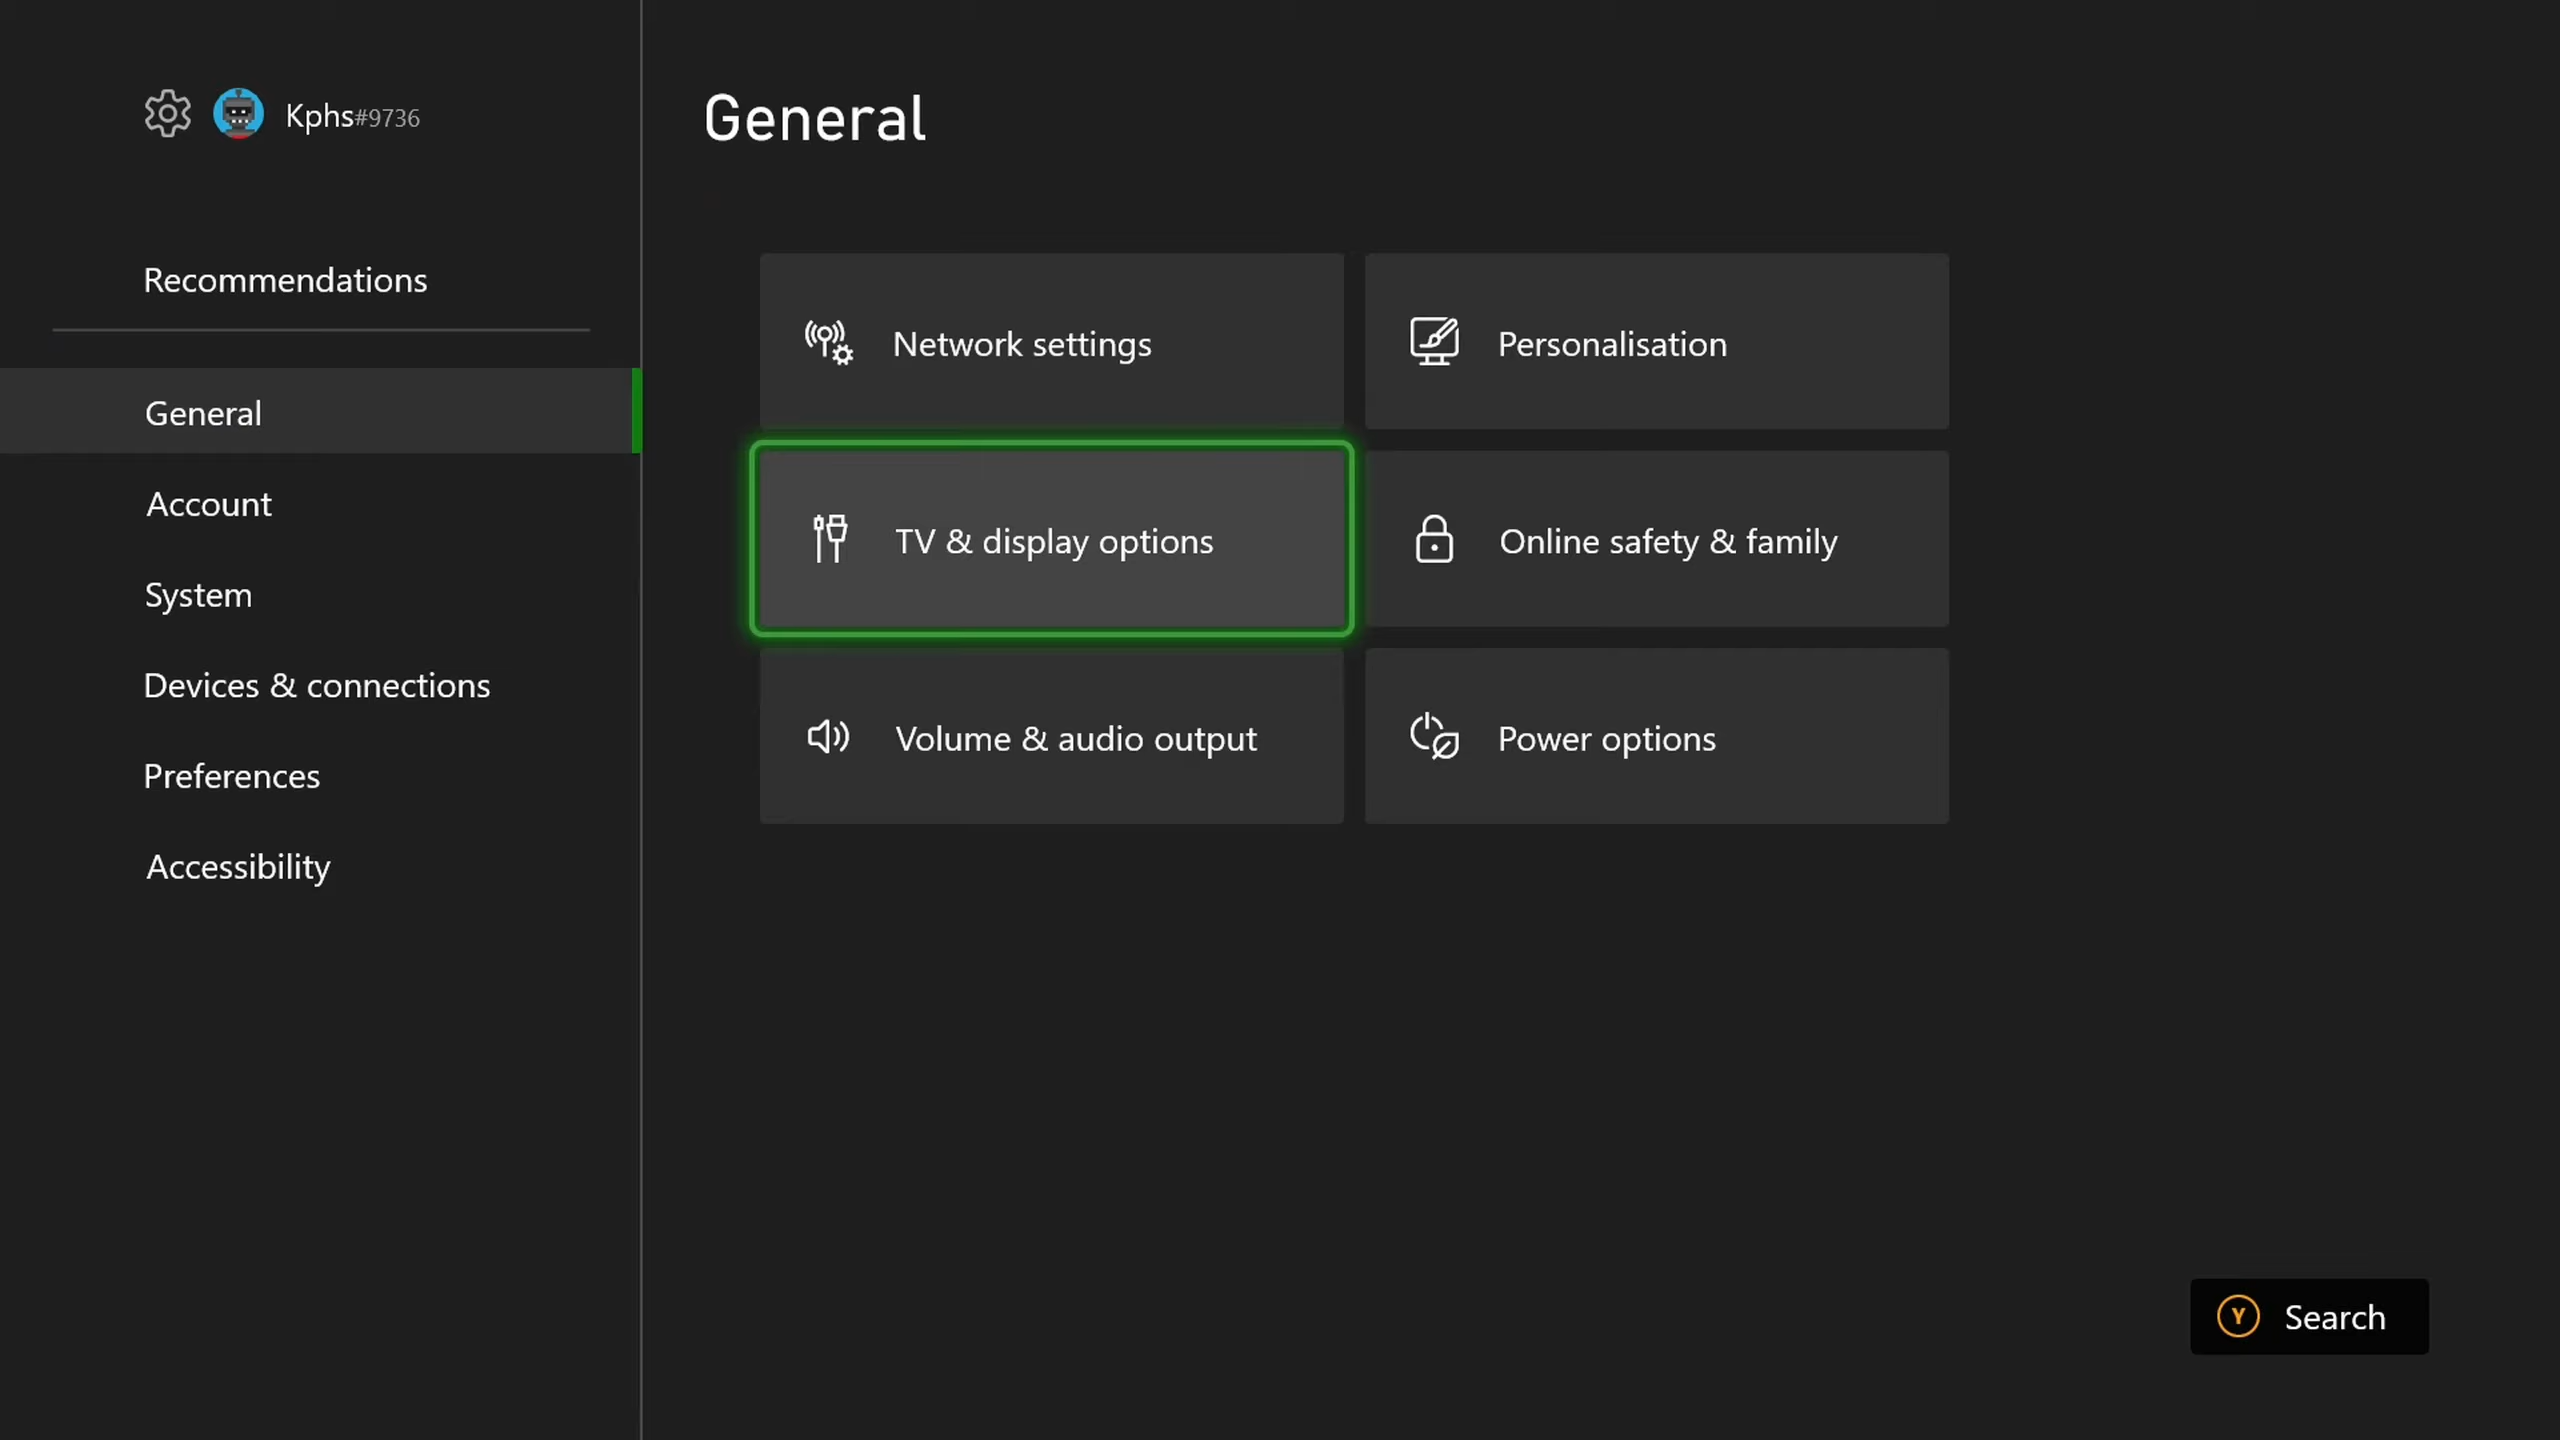 Kphs#9736
Recommendations
General
Account
System
Devices & connections
Preferences
Accessibility
General
Network settings
Personalisation
TV & display options
Online safety & family
Volume & audio output
Power options
Y Search